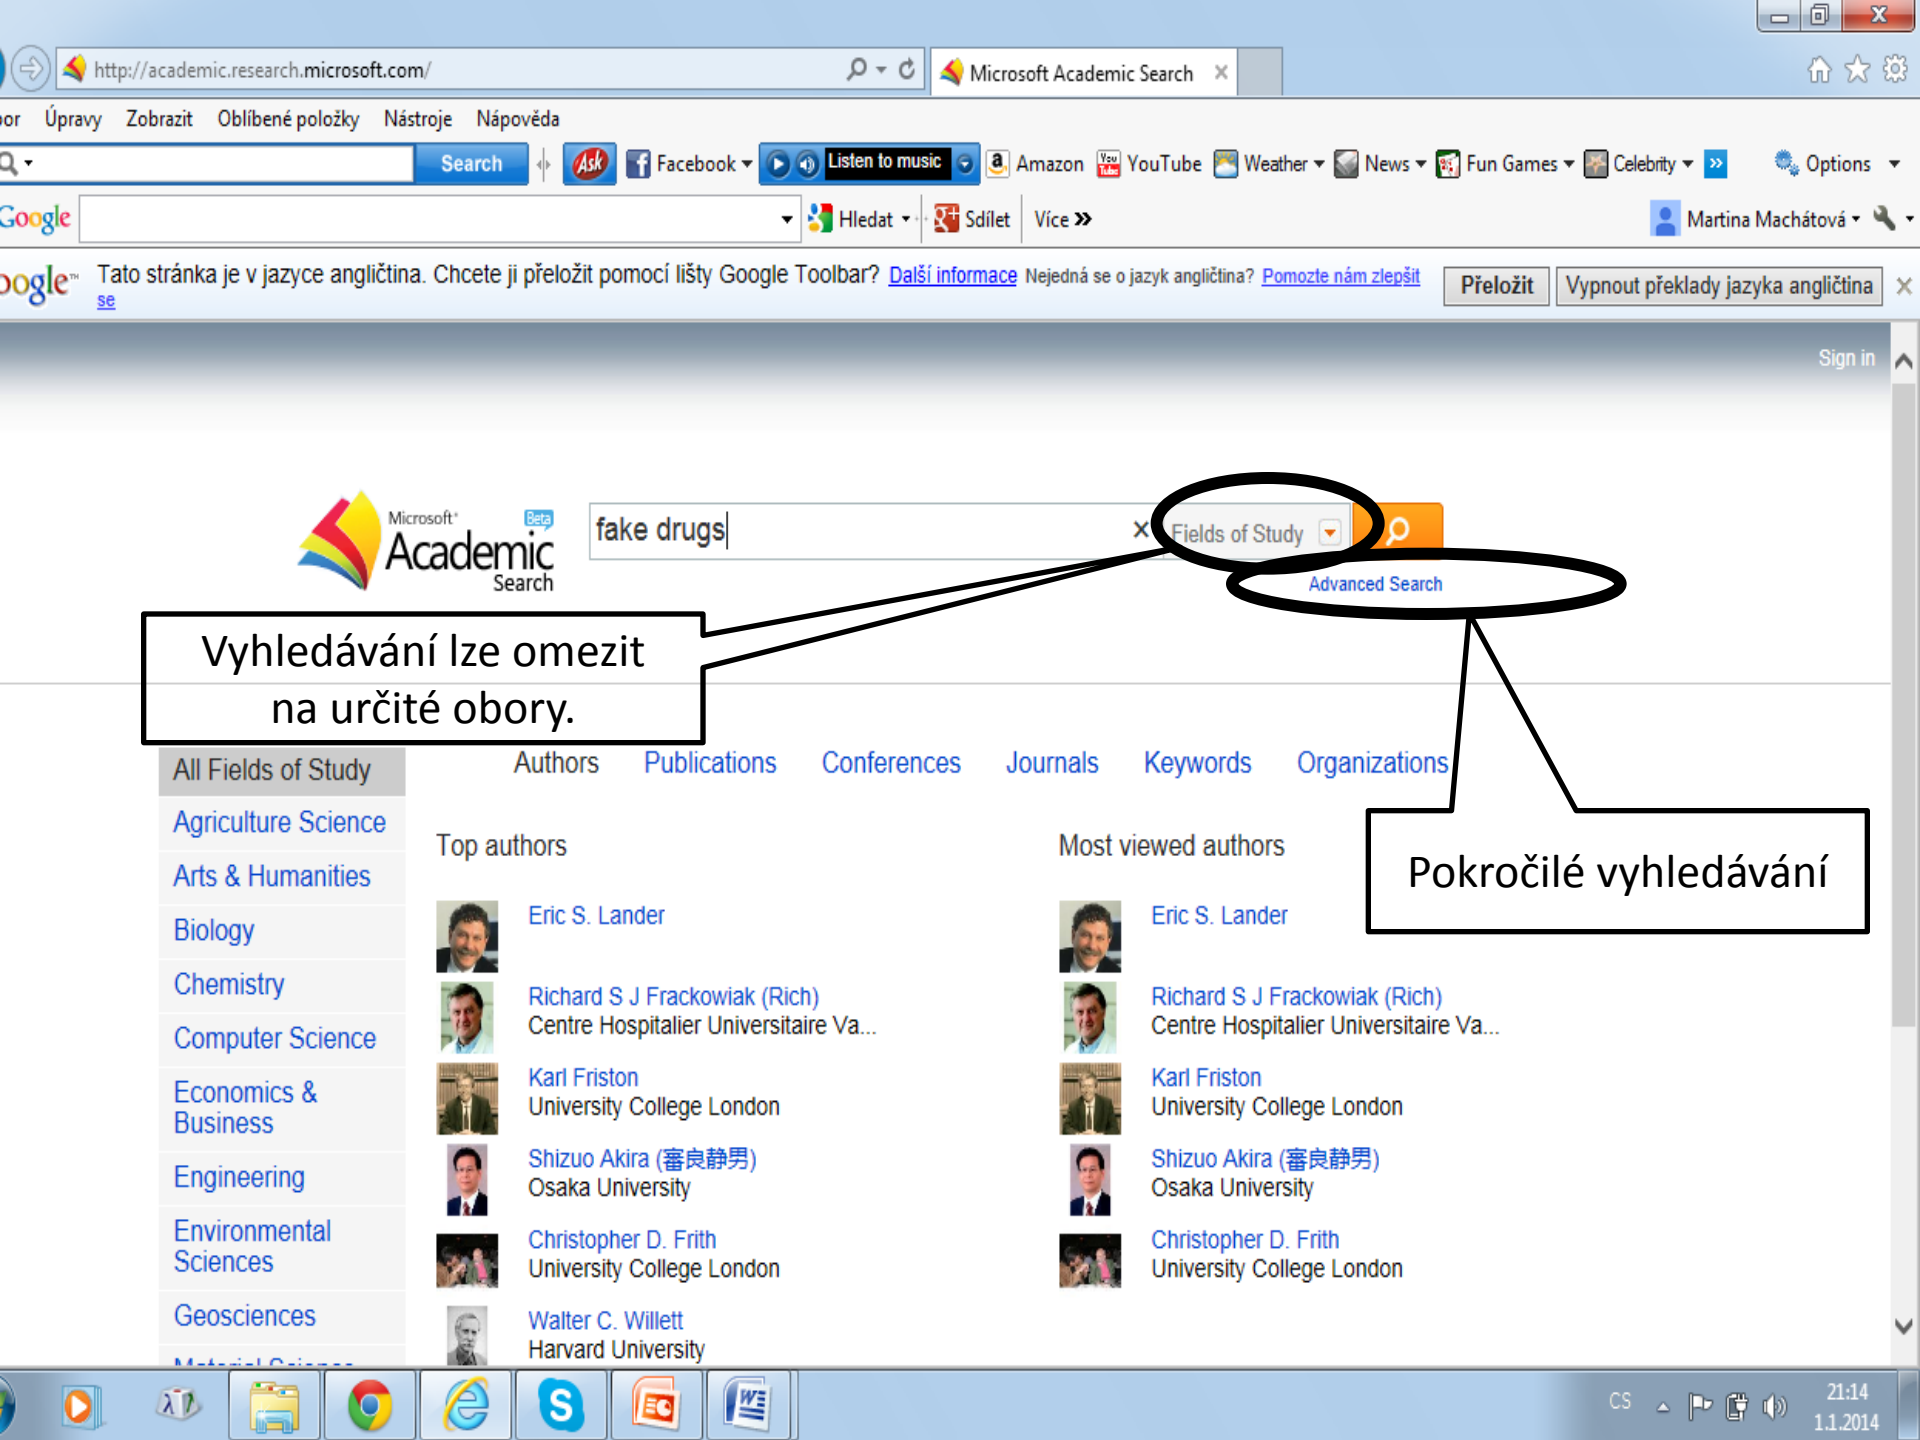 http://academic.research.microsoft.com/
Microsoft Academic Search
Úpravy Zobrazit Oblíbené položky Nástroje Nápověda
Search Ask Facebook Listen to music Amazon YouTube Weather News Fun Games Celebrity Options
Google Hledat Sdílet Více Martina Machátová
Tato stránka je v jazyce angličtina. Chcete ji přeložit pomocí lišty Google Toolbar? Další informace Nejedná se o jazyk angličtina? Pomozte nám zlepšit
se
Přeložit Vypnout překlady jazyka angličtina
Sign in
Microsoft Beta
Academic
Search
fake drugs
Fields of Study
Advanced Search
Vyhledávání lze omezit
na určité obory.
Authors Publications Conferences Journals Keywords Organizations
Pokročilé vyhledávání
All Fields of Study
Agriculture Science
Arts & Humanities
Biology
Chemistry
Computer Science
Economics &
Business
Engineering
Environmental
Sciences
Geosciences
Top authors
Eric S. Lander
Richard S J Frackowiak (Rich)
Centre Hospitalier Universitaire Va...
Karl Friston
University College London
Shizuo Akira (審良静男)
Osaka University
Christopher D. Frith
University College London
Walter C. Willett
Harvard University
Most viewed authors
Eric S. Lander
Richard S J Frackowiak (Rich)
Centre Hospitalier Universitaire Va...
Karl Friston
University College London
Shizuo Akira (審良静男)
Osaka University
Christopher D. Frith
University College London
CS
21:14
1.1.2014